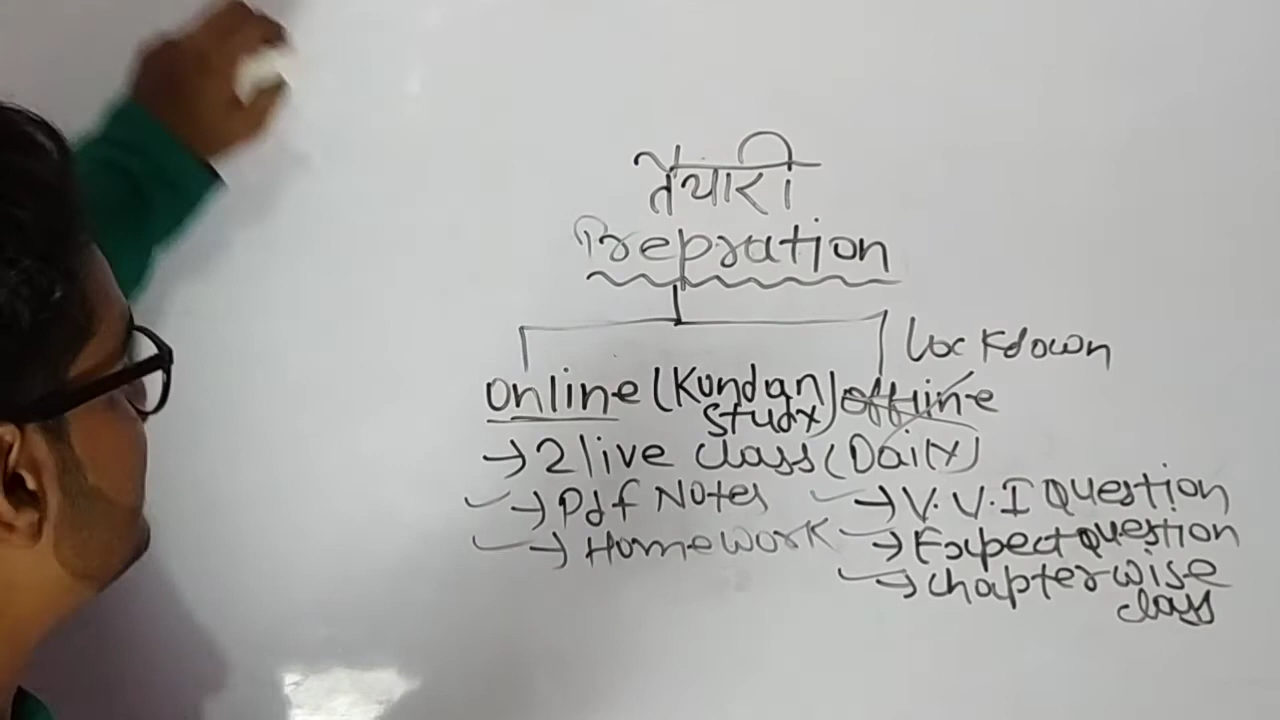 तैयारी
Prepration
Lockdown
Online (Kundan Study) offline
→ 2 live class (Daily)
→ Pdf Notes
→ Homework
→ V.V.I Question
→ Expect question
→ chapterwise
class